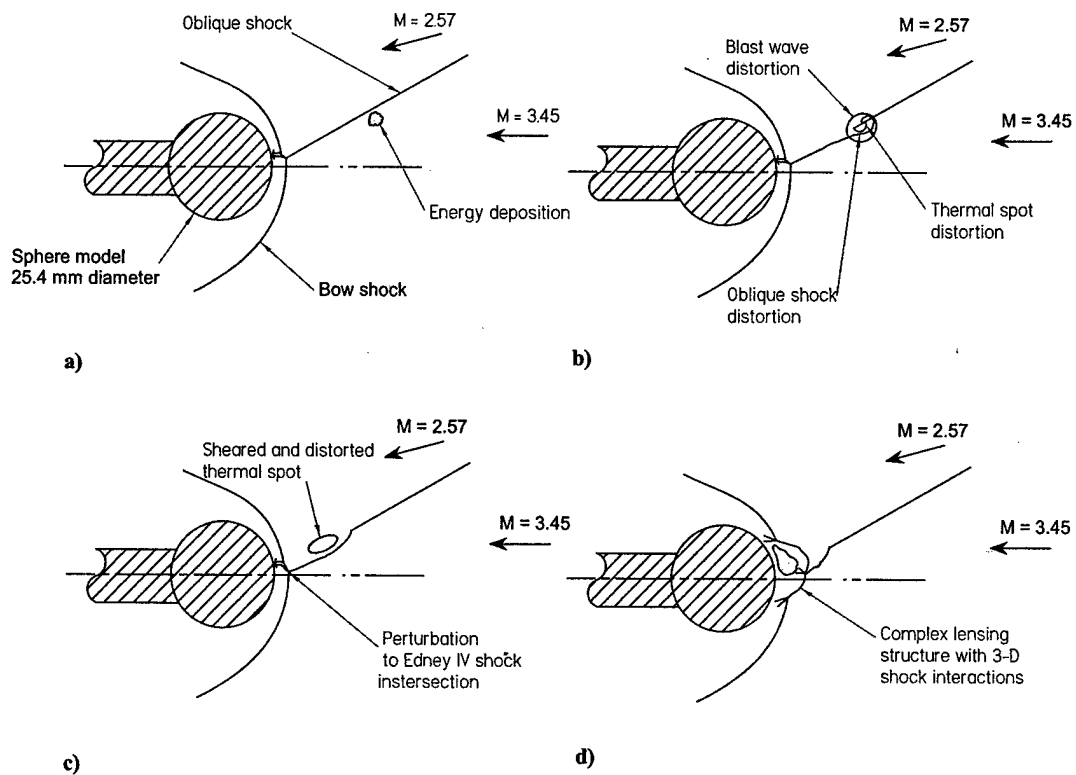 Oblique shock
M = 2.57
M = 3.45
Energy deposition
Sphere model
25.4 mm diameter
Bow shock
a)
M = 2.57
Blast wave
distortion
M = 3.45
Thermal spot
distortion
Oblique shock
distortion
b)
M = 2.57
Sheared and distorted
thermal spot
M = 3.45
Perturbation
to Edney IV shock
instersection
c)
M = 2.57
M = 3.45
Complex lensing
structure with 3-D
shock interactions
d)